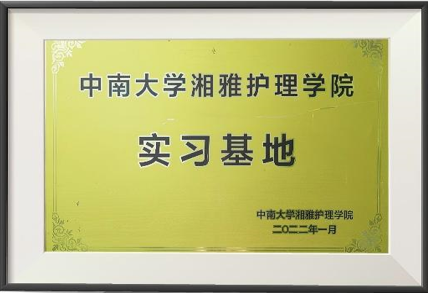 中南大学湘雅护理学院
实习基地
中南大学湘雅护理学院
二〇二二年一月